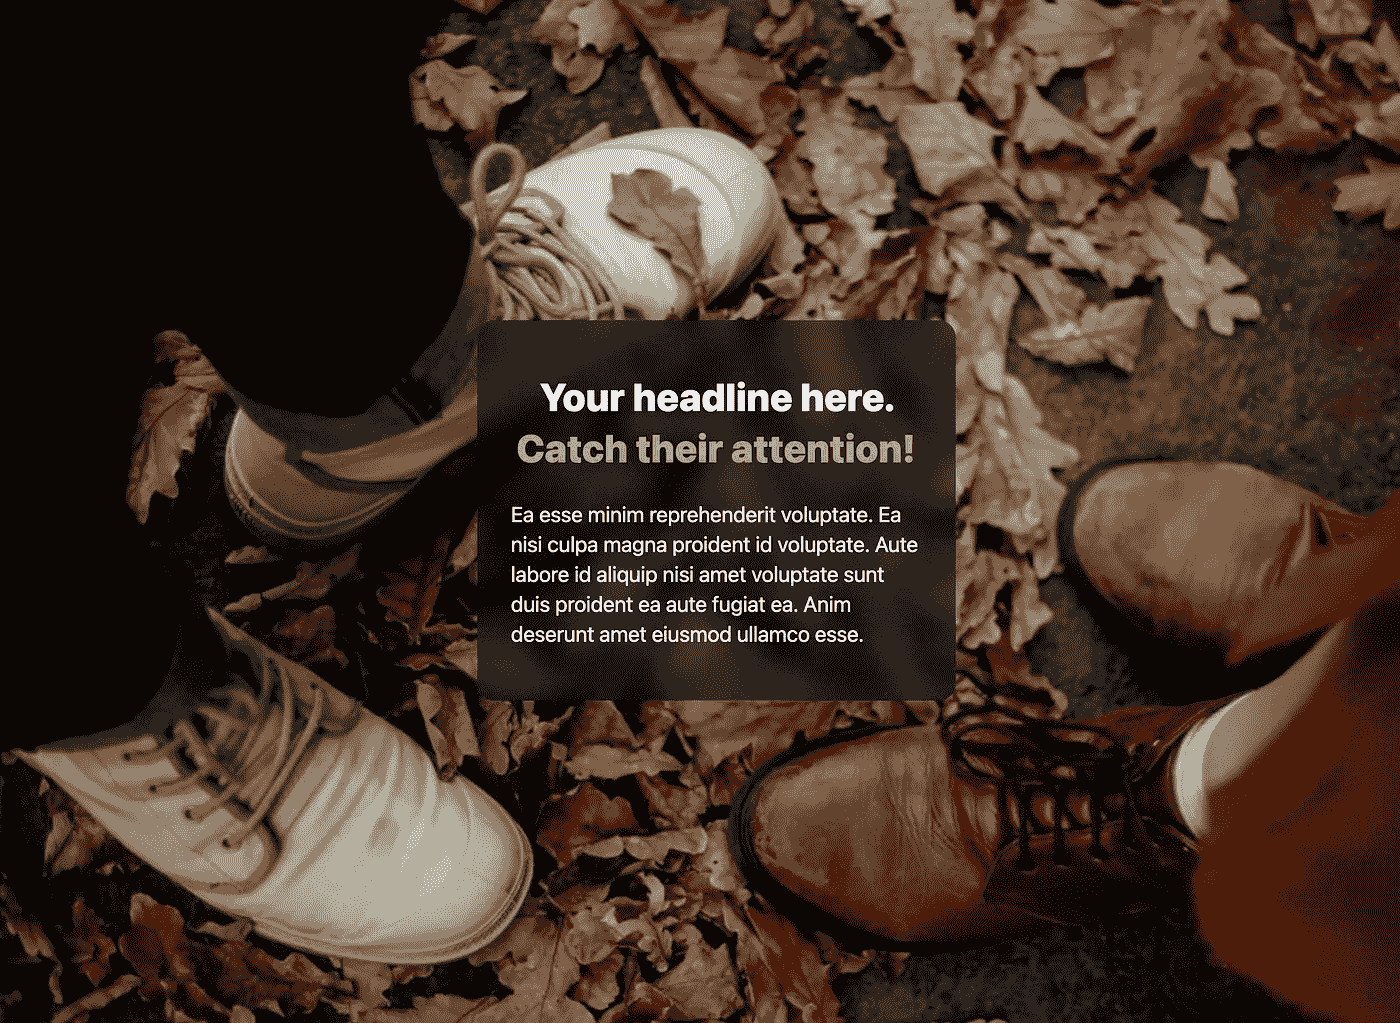 Your headline here.
Catch their attention!
Ea esse minim reprehenderit voluptate. Ea
nisi culpa magna proident id voluptate. Aute
labore id aliquip nisi amet voluptate sunt
duis proident ea aute fugiat ea. Anim
deserunt amet eiusmod ullamco esse.